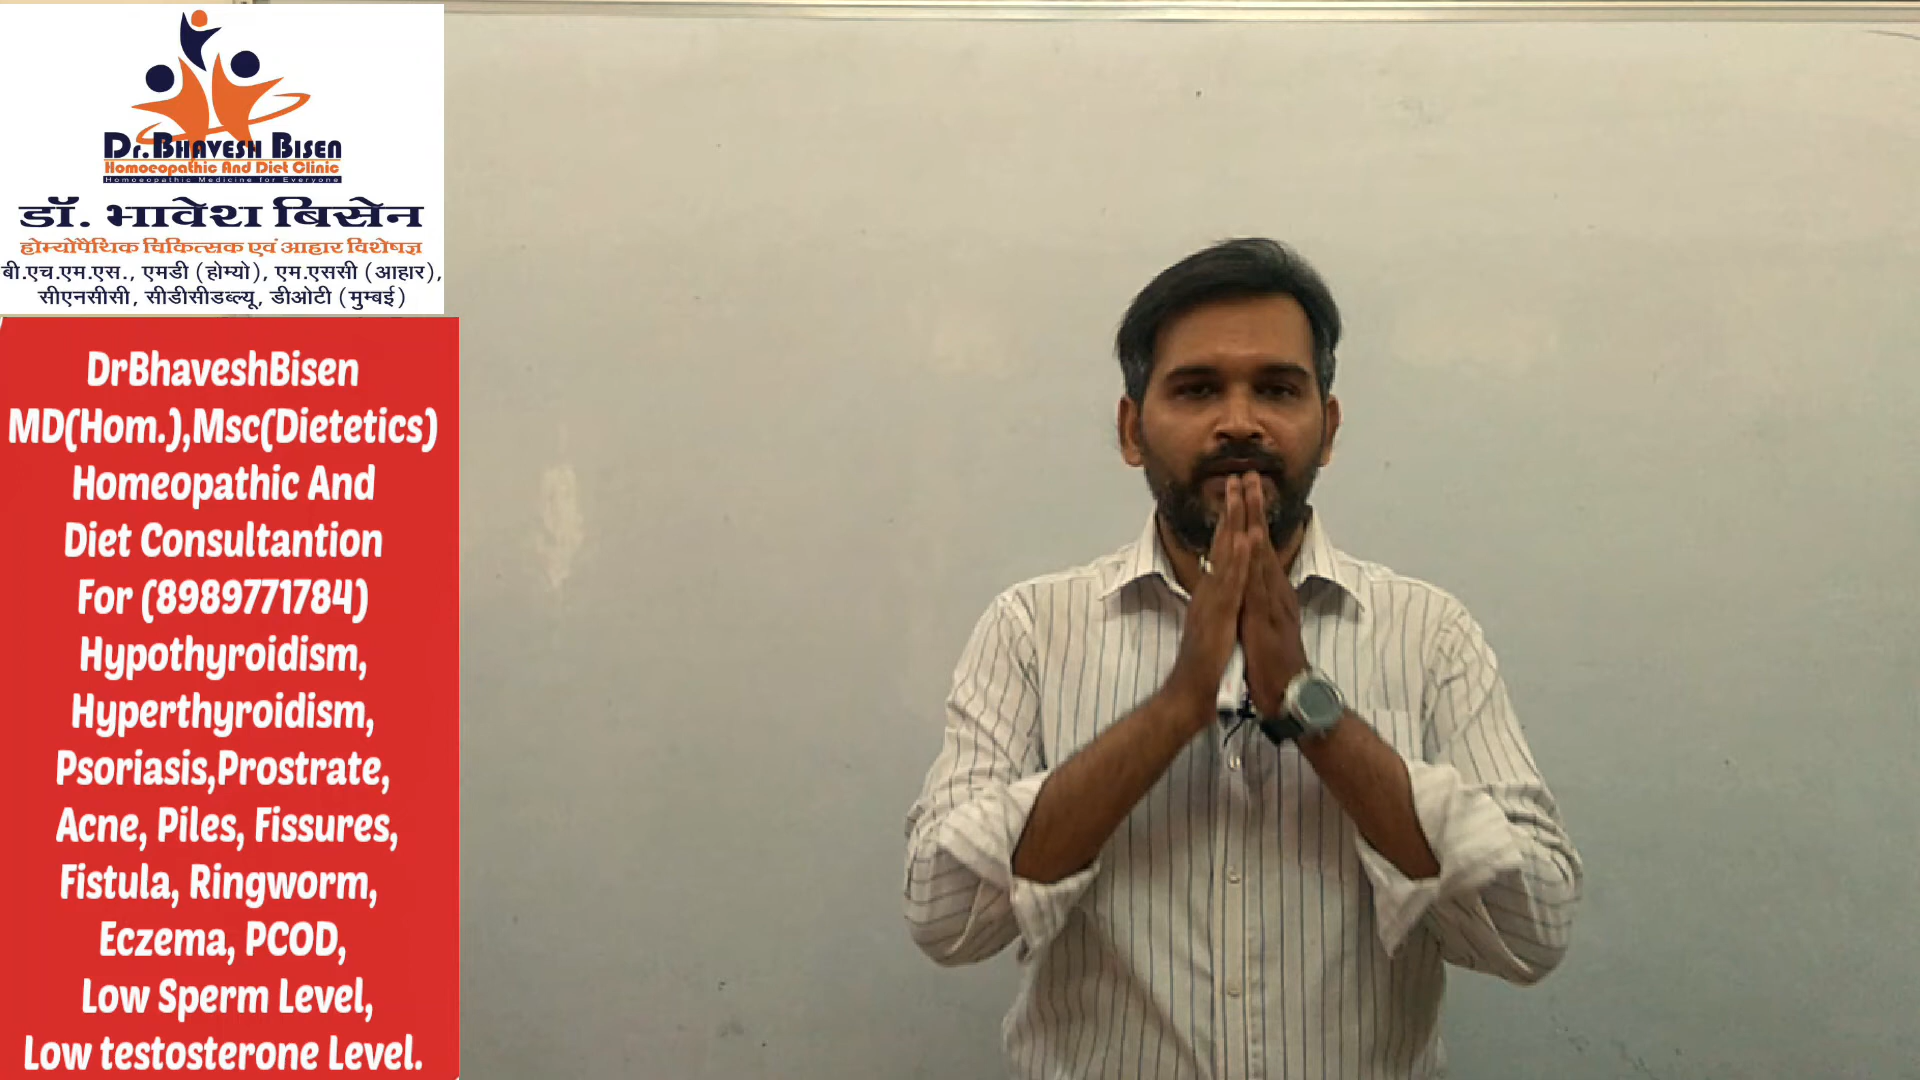 Dr. Bhavesh Bisen
Homoeopathic And Diet Clinic
Homoeopathic Medicine for Everyone
डॉ. भावेश बिसेन
होम्योपैथिक चिकित्सक एवं आहार विशेषज्ञ
बी.एच.एम.एस., एमडी (होम्यो), एम.एससी (आहार),
सीएनसीसी, सीडीसीडब्ल्यू, डीओटी (मुम्बई)
DrBhaveshBisen
MD(Hom.),Msc(Dietetics)
Homeopathic And
Diet Consultantion
For (8989771784)
Hypothyroidism,
Hyperthyroidism,
Psoriasis,Prostrate,
Acne, Piles, Fissures,
Fistula, Ringworm,
Eczema, PCOD,
Low Sperm Level,
Low testosterone Level.